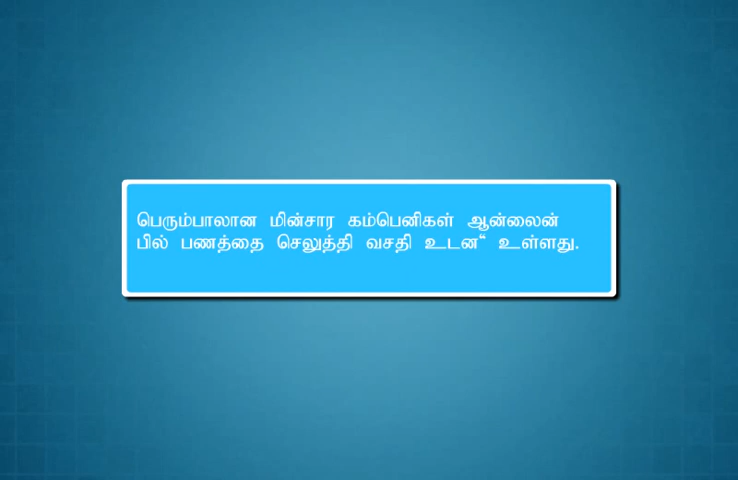 பெரும்பாலான மின்சார கம்பெனிகள் ஆன்லைன்
பில் பணத்தை செலுத்தி வசதி உடன“ உள்ளது.